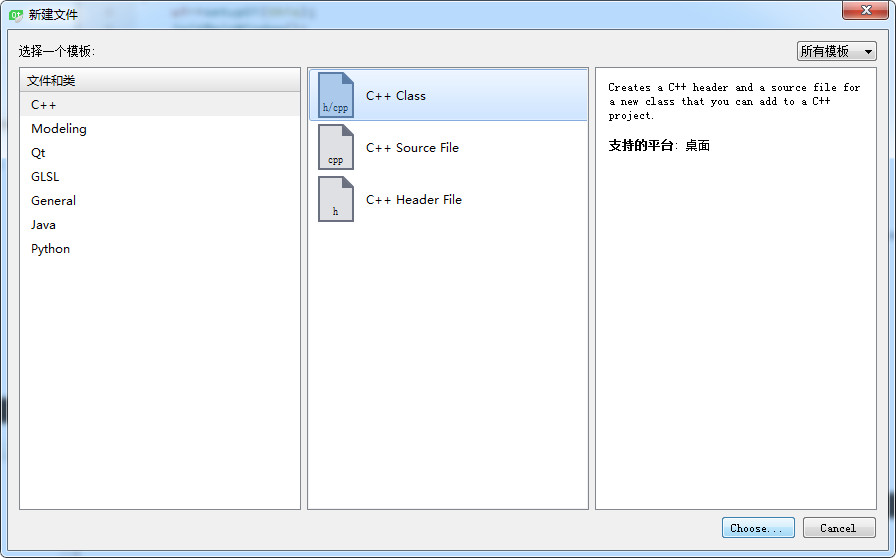 新建文件
选择一个模板:
所有模板
文件和类
C++
Modeling
Qt
GLSL
General
Java
Python
h/cpp
C++ Class
cpp
C++ Source File
h
C++ Header File
Creates a C++ header and a source file for
a new class that you can add to a C++
project.
支持的平台: 桌面
Choose...
Cancel